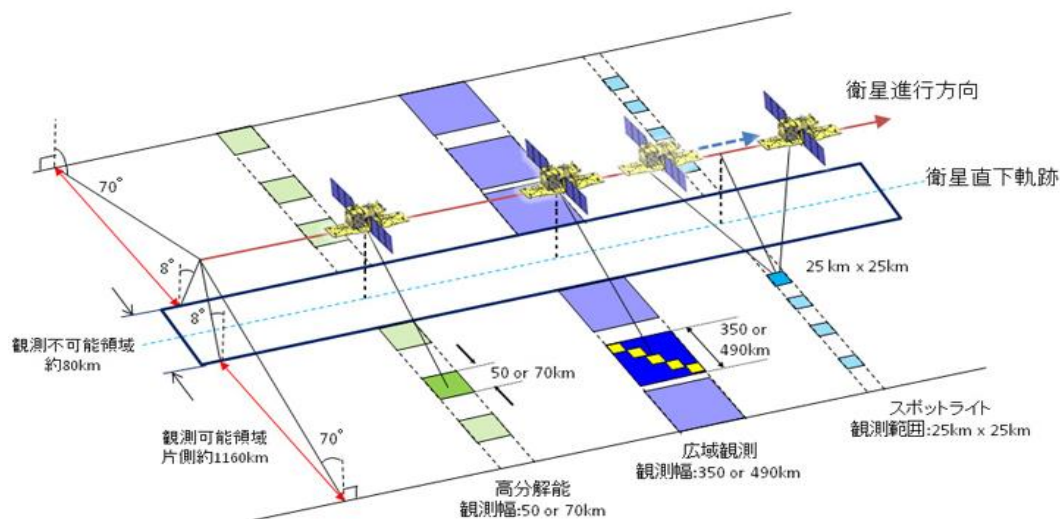 衛星進行方向
70°
衛星直下軌跡
8°
25 km x 25km
8°
観測不可能領域
約80km
350 or
490km
50 or 70km
観測可能領域
片側約1160km
70°
スポットライト
観測範囲:25km x 25km
広域観測
観測幅:350 or 490km
高分解能
観測幅:50 or 70km